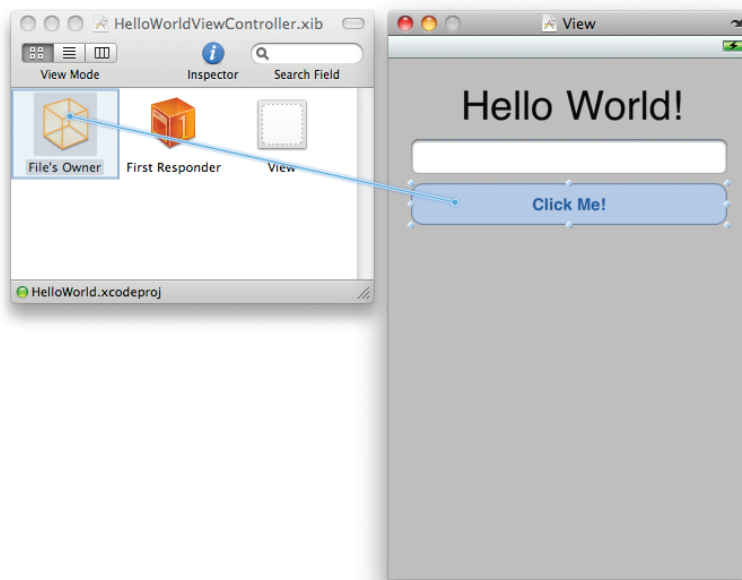 HelloWorldViewController.xib
View Mode
Inspector
Search Field
File's Owner
1
First Responder
View
HelloWorld.xcodeproj
View
Hello World!
Click Me!